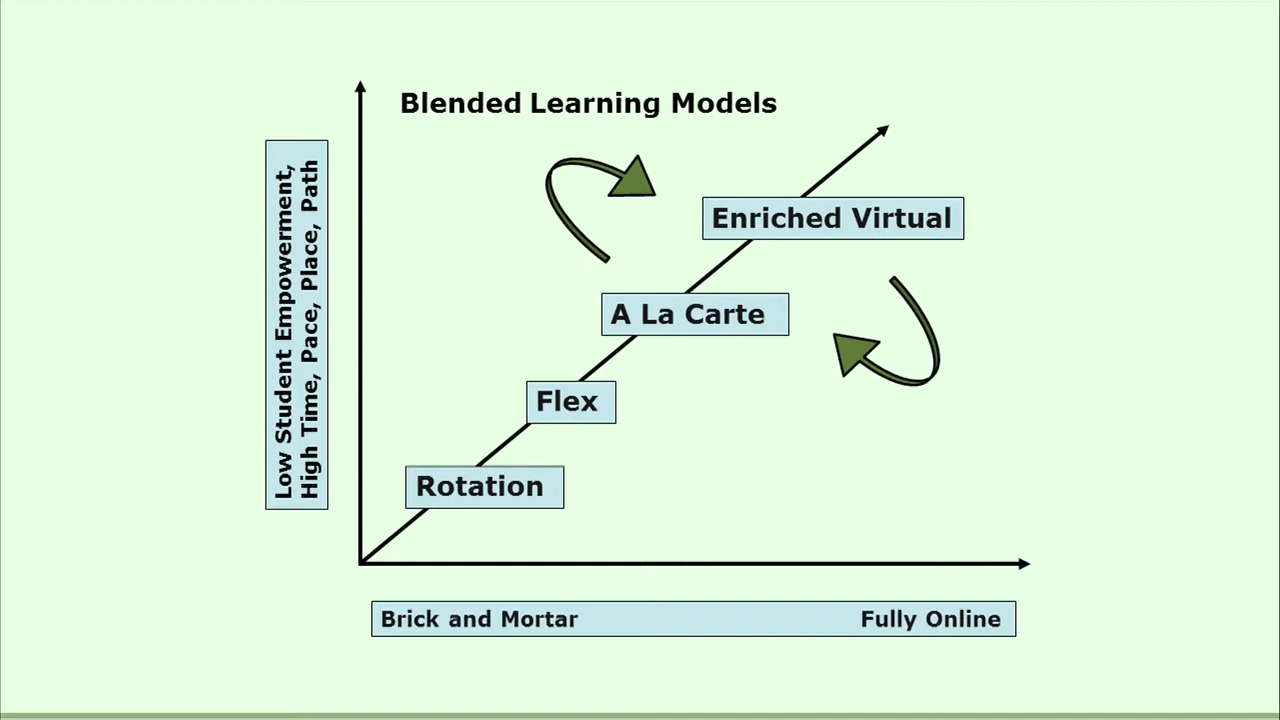 Blended Learning Models
Low Student Empowerment,
High Time, Pace, Place, Path
Enriched Virtual
A La Carte
Flex
Rotation
Brick and Mortar
Fully Online